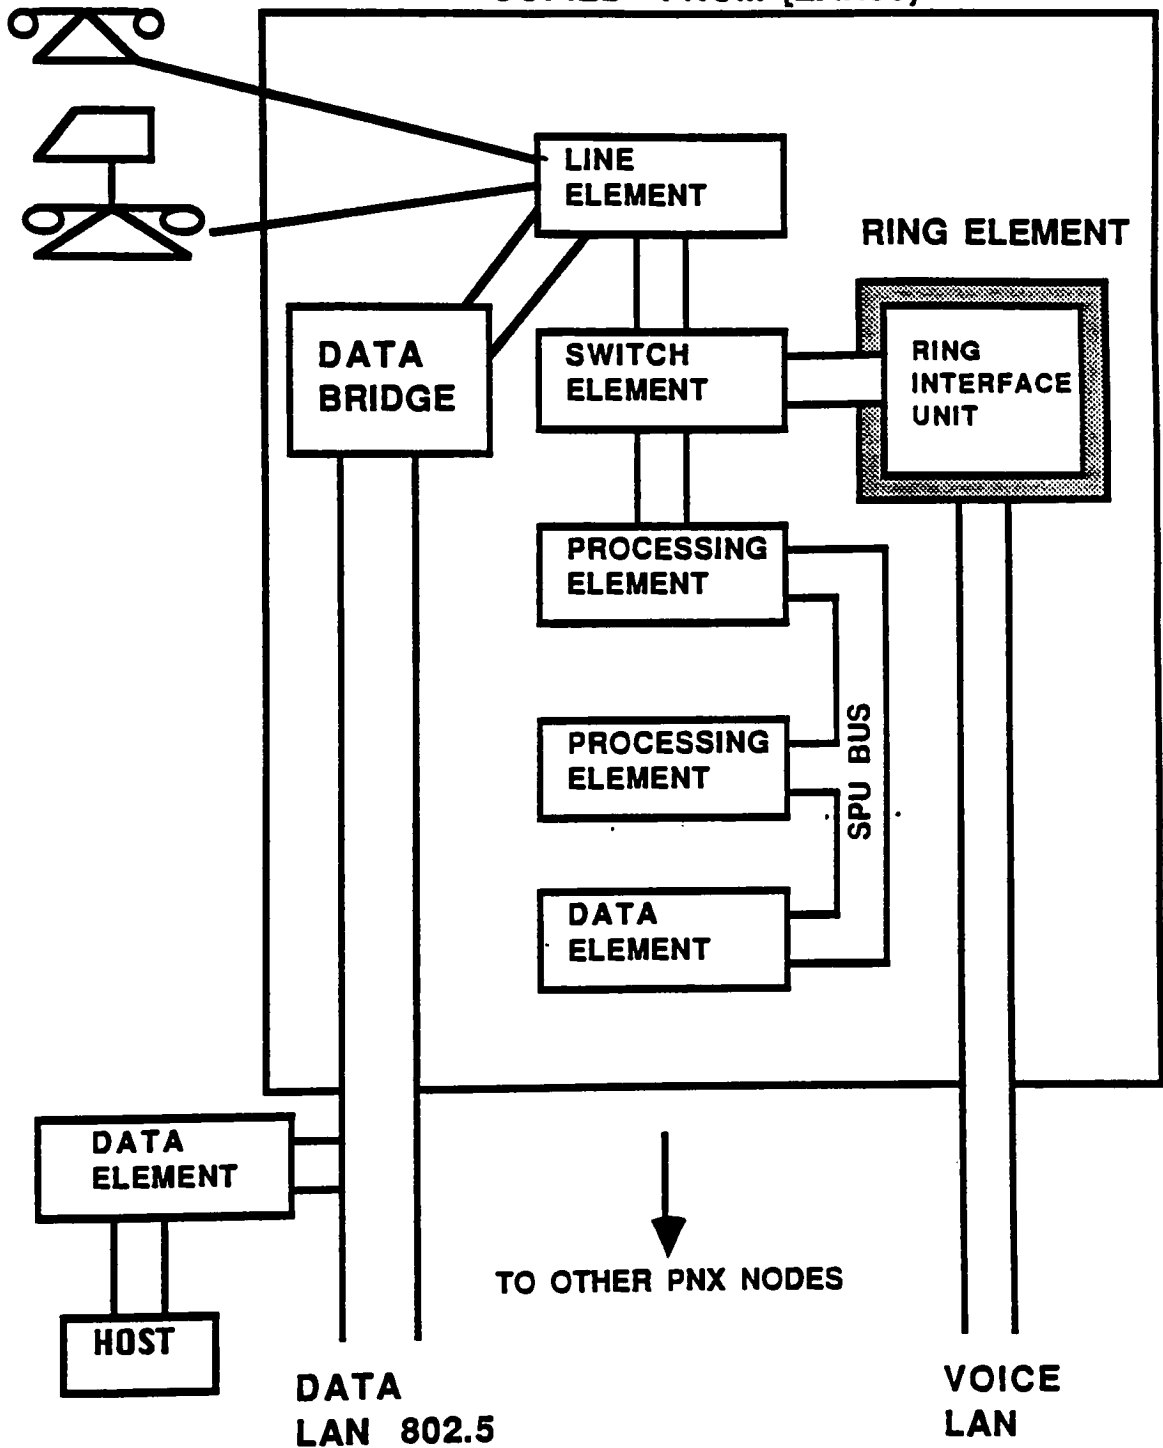 LINE
ELEMENT
RING ELEMENT
DATA
BRIDGE
SWITCH
ELEMENT
RING
INTERFACE
UNIT
PROCESSING
ELEMENT
PROCESSING
ELEMENT
SPU BUS
DATA
ELEMENT
DATA
ELEMENT
TO OTHER PNX NODES
HOST
DATA
LAN 802.5
VOICE
LAN